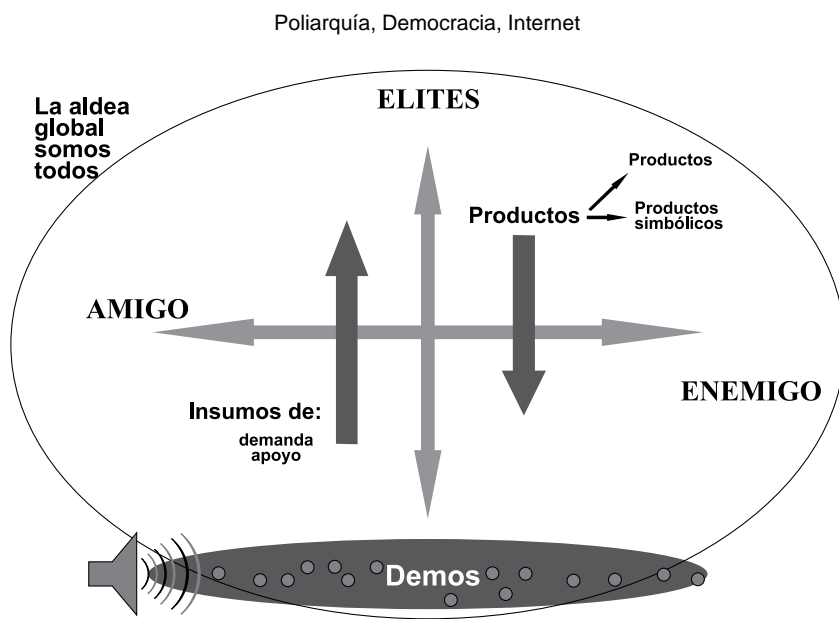 Poliarquía, Democracia, Internet
La aldea
global
somos
todos
ELITES
Productos
Productos
Productos
simbólicos
AMIGO
ENEMIGO
Insumos de:
demanda
apoyo
Demos